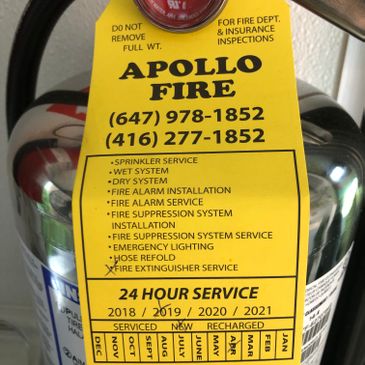 DO NOT
REMOVE
FULL WT.
FOR FIRE DEPT.
& INSURANCE
INSPECTIONS
APOLLO
FIRE
(647) 978-1852
(416) 277-1852
• SPRINKLER SERVICE
• WET SYSTEM
• DRY SYSTEM
• FIRE ALARM INSTALLATION
• FIRE ALARM SERVICE
• FIRE SUPPRESSION SYSTEM
INSTALLATION
• FIRE SUPPRESSION SYSTEM SERVICE
• EMERGENCY LIGHTING
• HOSE REFOLD
• FIRE EXTINGUISHER SERVICE
24 HOUR SERVICE
2018 / 2019 / 2020 / 2021
SERVICED NEW RECHARGED
DEC NOV OCT SEPT AUG JULY JUNE MAY APR MAR FEB JAN